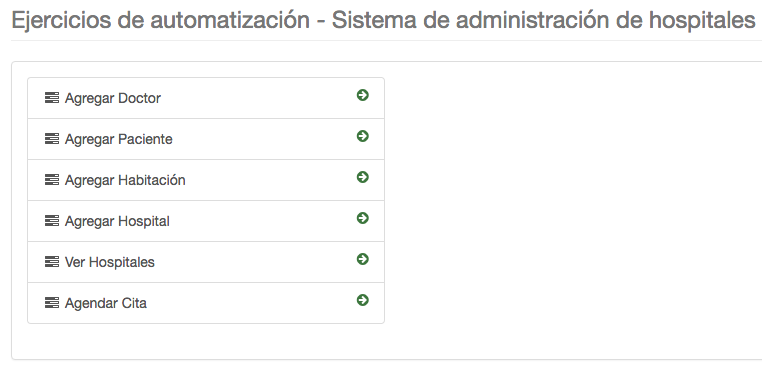 Ejercicios de automatización - Sistema de administración de hospitales
Agregar Doctor
Agregar Paciente
Agregar Habitación
Agregar Hospital
Ver Hospitales
Agendar Cita